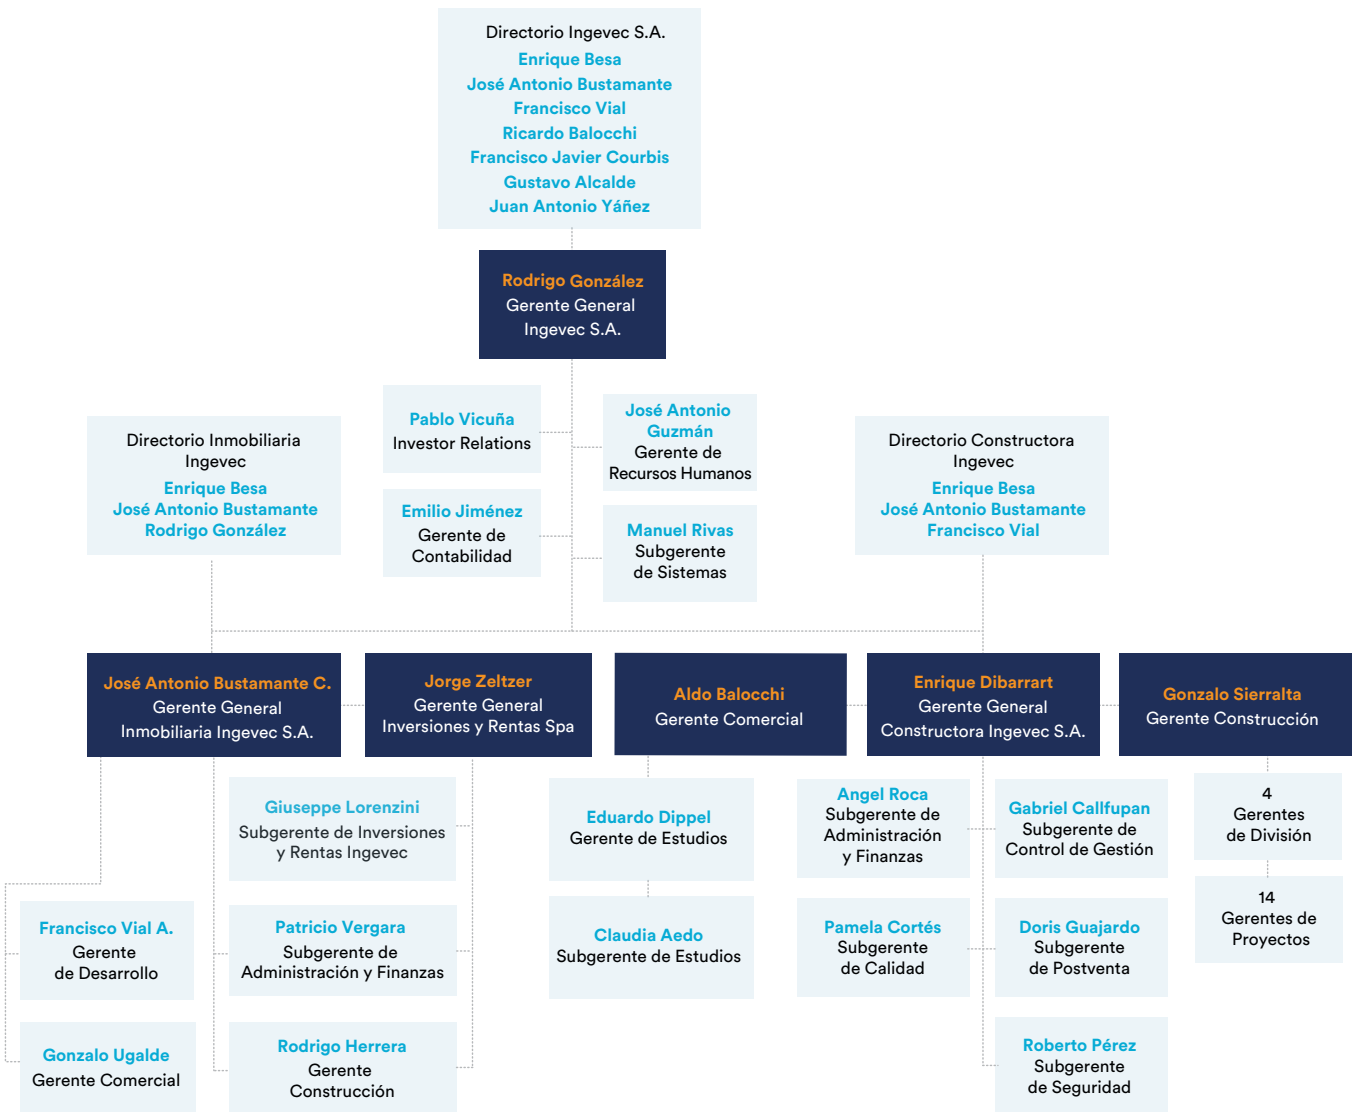 Directorio Ingevec S.A.
Enrique Besa
José Antonio Bustamante
Francisco Vial
Ricardo Balocchi
Francisco Javier Courbis
Gustavo Alcalde
Juan Antonio Yáñez
Rodrigo González
Gerente General
Ingevec S.A.
Pablo Vicuña
Investor Relations
José Antonio
Guzmán
Gerente de
Recursos Humanos
Emilio Jiménez
Gerente de
Contabilidad
Manuel Rivas
Subgerente
de Sistemas
Directorio Inmobiliaria
Ingevec
Enrique Besa
José Antonio Bustamante
Rodrigo González
Directorio Constructora
Ingevec
Enrique Besa
José Antonio Bustamante
Francisco Vial
José Antonio Bustamante C.
Gerente General
Inmobiliaria Ingevec S.A.
Jorge Zeltzer
Gerente General
Inversiones y Rentas Spa
Aldo Balocchi
Gerente Comercial
Enrique Dibarrart
Gerente General
Constructora Ingevec S.A.
Gonzalo Sierralta
Gerente Construcción
Giuseppe Lorenzini
Subgerente de Inversiones
y Rentas Ingevec
Eduardo Dippel
Gerente de Estudios
Angel Roca
Subgerente de
Administración
y Finanzas
Gabriel Callfupan
Subgerente de
Control de Gestión
4
Gerentes
de División
Francisco Vial A.
Gerente
de Desarrollo
Patricio Vergara
Subgerente de
Administración y Finanzas
Claudia Aedo
Subgerente de Estudios
Pamela Cortés
Subgerente
de Calidad
Doris Guajardo
Subgerente
de Postventa
14
Gerentes de
Proyectos
Gonzalo Ugalde
Gerente Comercial
Rodrigo Herrera
Gerente
Construcción
Roberto Pérez
Subgerente
de Seguridad